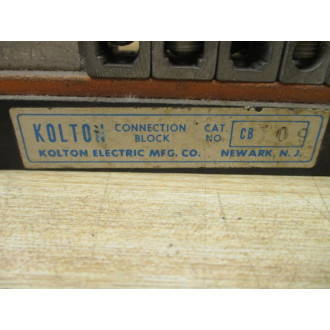 KOLTON CONNECTION BLOCK CAT. NO. CB
KOLTON ELECTRIC MFG. CO. NEWARK, N. J.